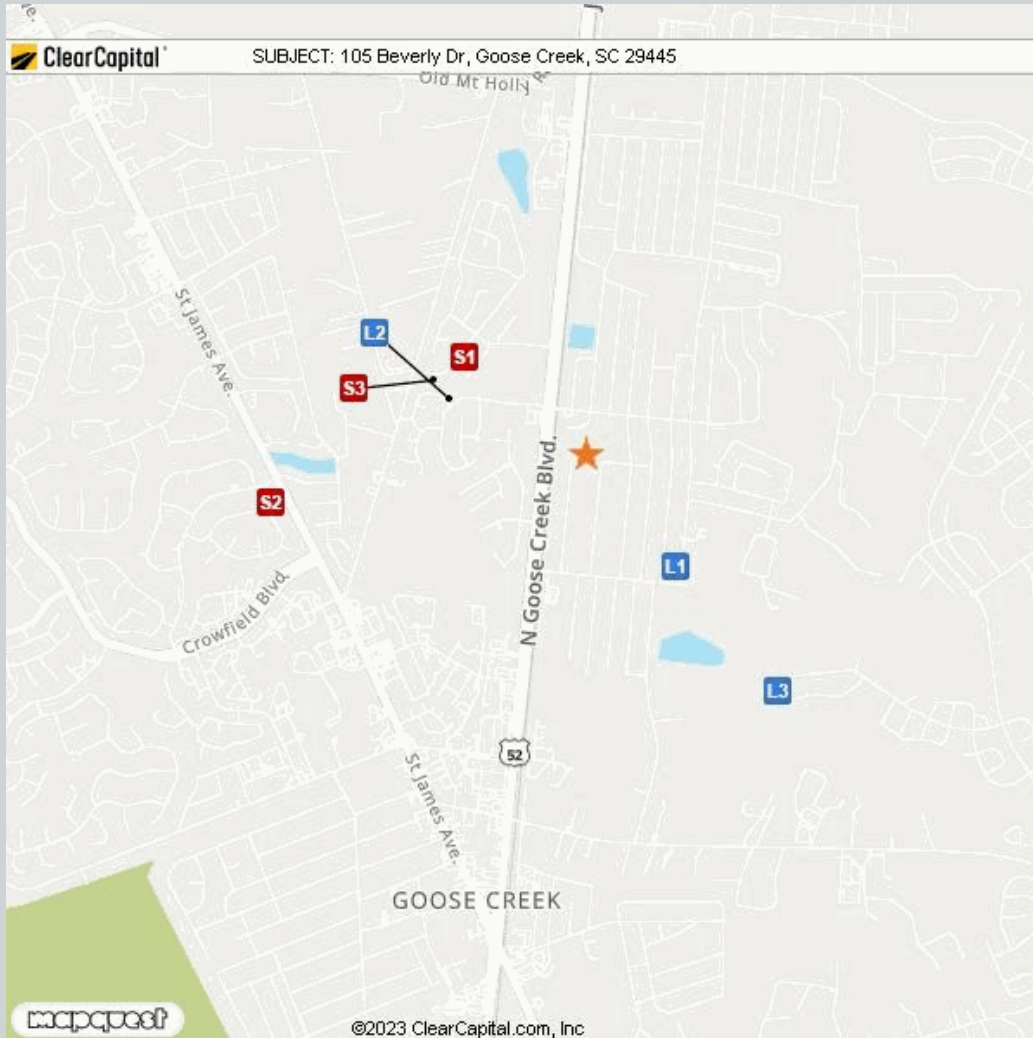 ve.
ClearCapital
SUBJECT: 105 Beverly Dr, Goose Creek, SC 29445
Old Mt Holly R
St James Ave.
L2
S1
S3
N Goose Creek Blvd.
S2
L1
Crowfield Blvd
L3
52
St James Ave.
GOOSE CREEK
mapquest
©2023 ClearCapital.com, Inc